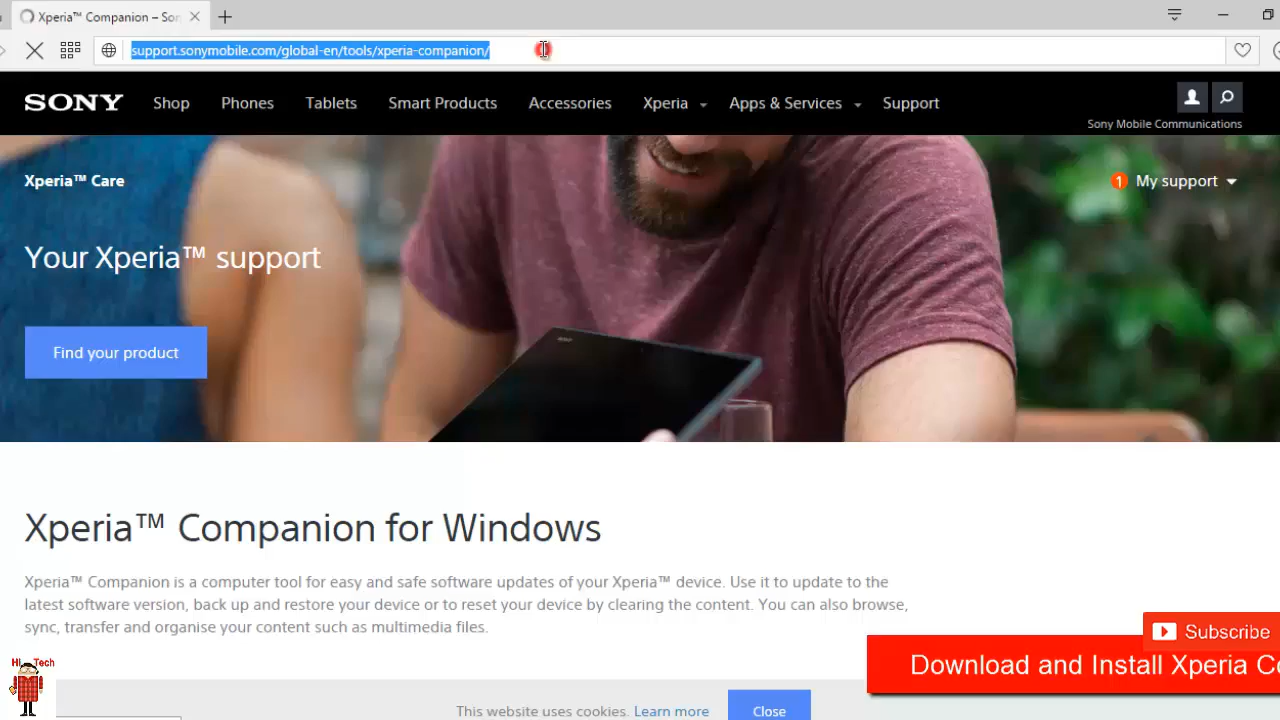 Xperia™ Companion – Son
support.sonymobile.com/global-en/tools/xperia-companion/
SONY
Shop
Phones
Tablets
Smart Products
Accessories
Xperia
Apps & Services
Support
Sony Mobile Communications
Xperia™ Care
1 My support
Your Xperia™ support
Find your product
Xperia™ Companion for Windows
Xperia™ Companion is a computer tool for easy and safe software updates of your Xperia™ device. Use it to update to the
latest software version, back up and restore your device or to reset your device by clearing the content. You can also browse,
sync, transfer and organise your content such as multimedia files.
Subscribe
Hi Tech
Download and Install Xperia Co
This website uses cookies. Learn more
Close